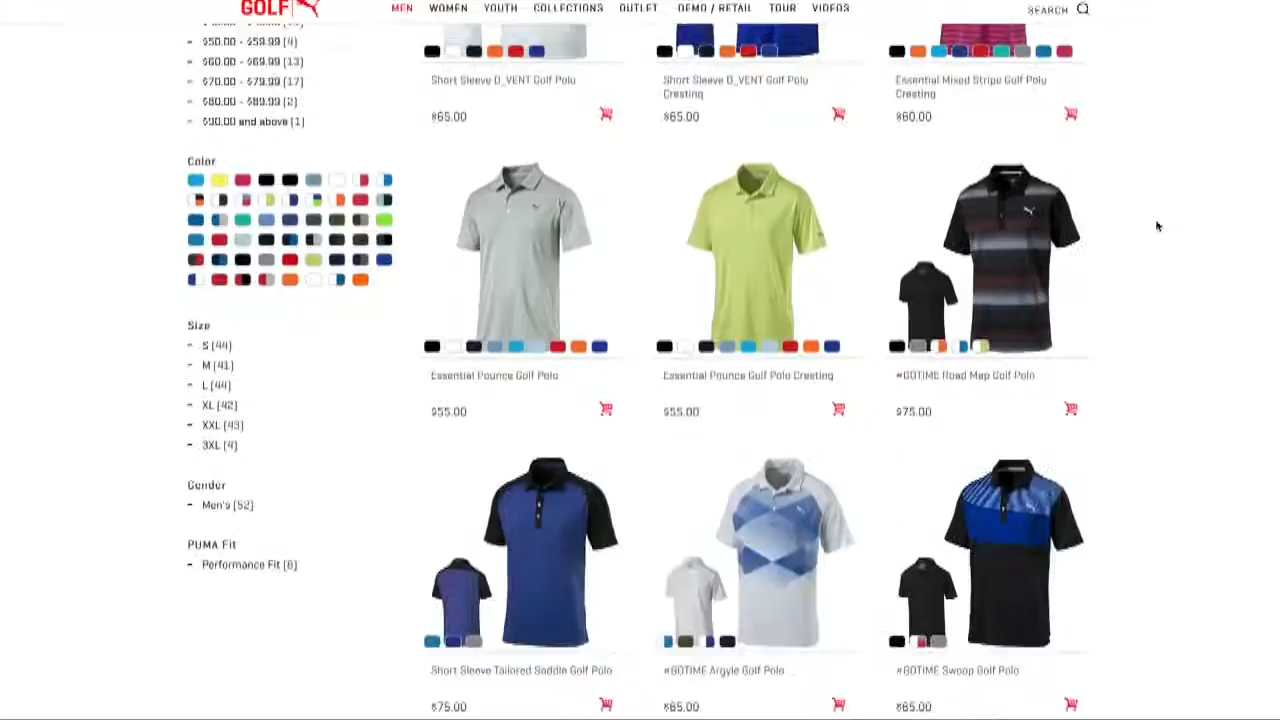 GOLF
MEN WOMEN YOUTH COLLECTIONS OUTLET DEMO / RETAIL TOUR VIDEOS
SEARCH
$50.00 - $59.99 (4)
$60.00 - $69.99 (13)
$70.00 - $79.99 (17)
$80.00 - $89.99 (2)
$90.00 and above (1)
Color
Size
S (44)
M (41)
L (44)
XL (42)
XXL (43)
3XL (4)
Gender
Men's (52)
PUMA Fit
Performance Fit (8)
Short Sleeve D_VENT Golf Polo
$65.00
Short Sleeve D_VENT Golf Polo
Cresting
$65.00
Essential Mixed Stripe Golf Polo
Cresting
$60.00
Essential Pounce Golf Polo
$55.00
Essential Pounce Golf Polo Cresting
$55.00
#GOTIME Road Map Golf Polo
$75.00
Short Sleeve Tailored Saddle Golf Polo
$75.00
#GOTIME Argyle Golf Polo
#GOTIME Swoop Golf Polo